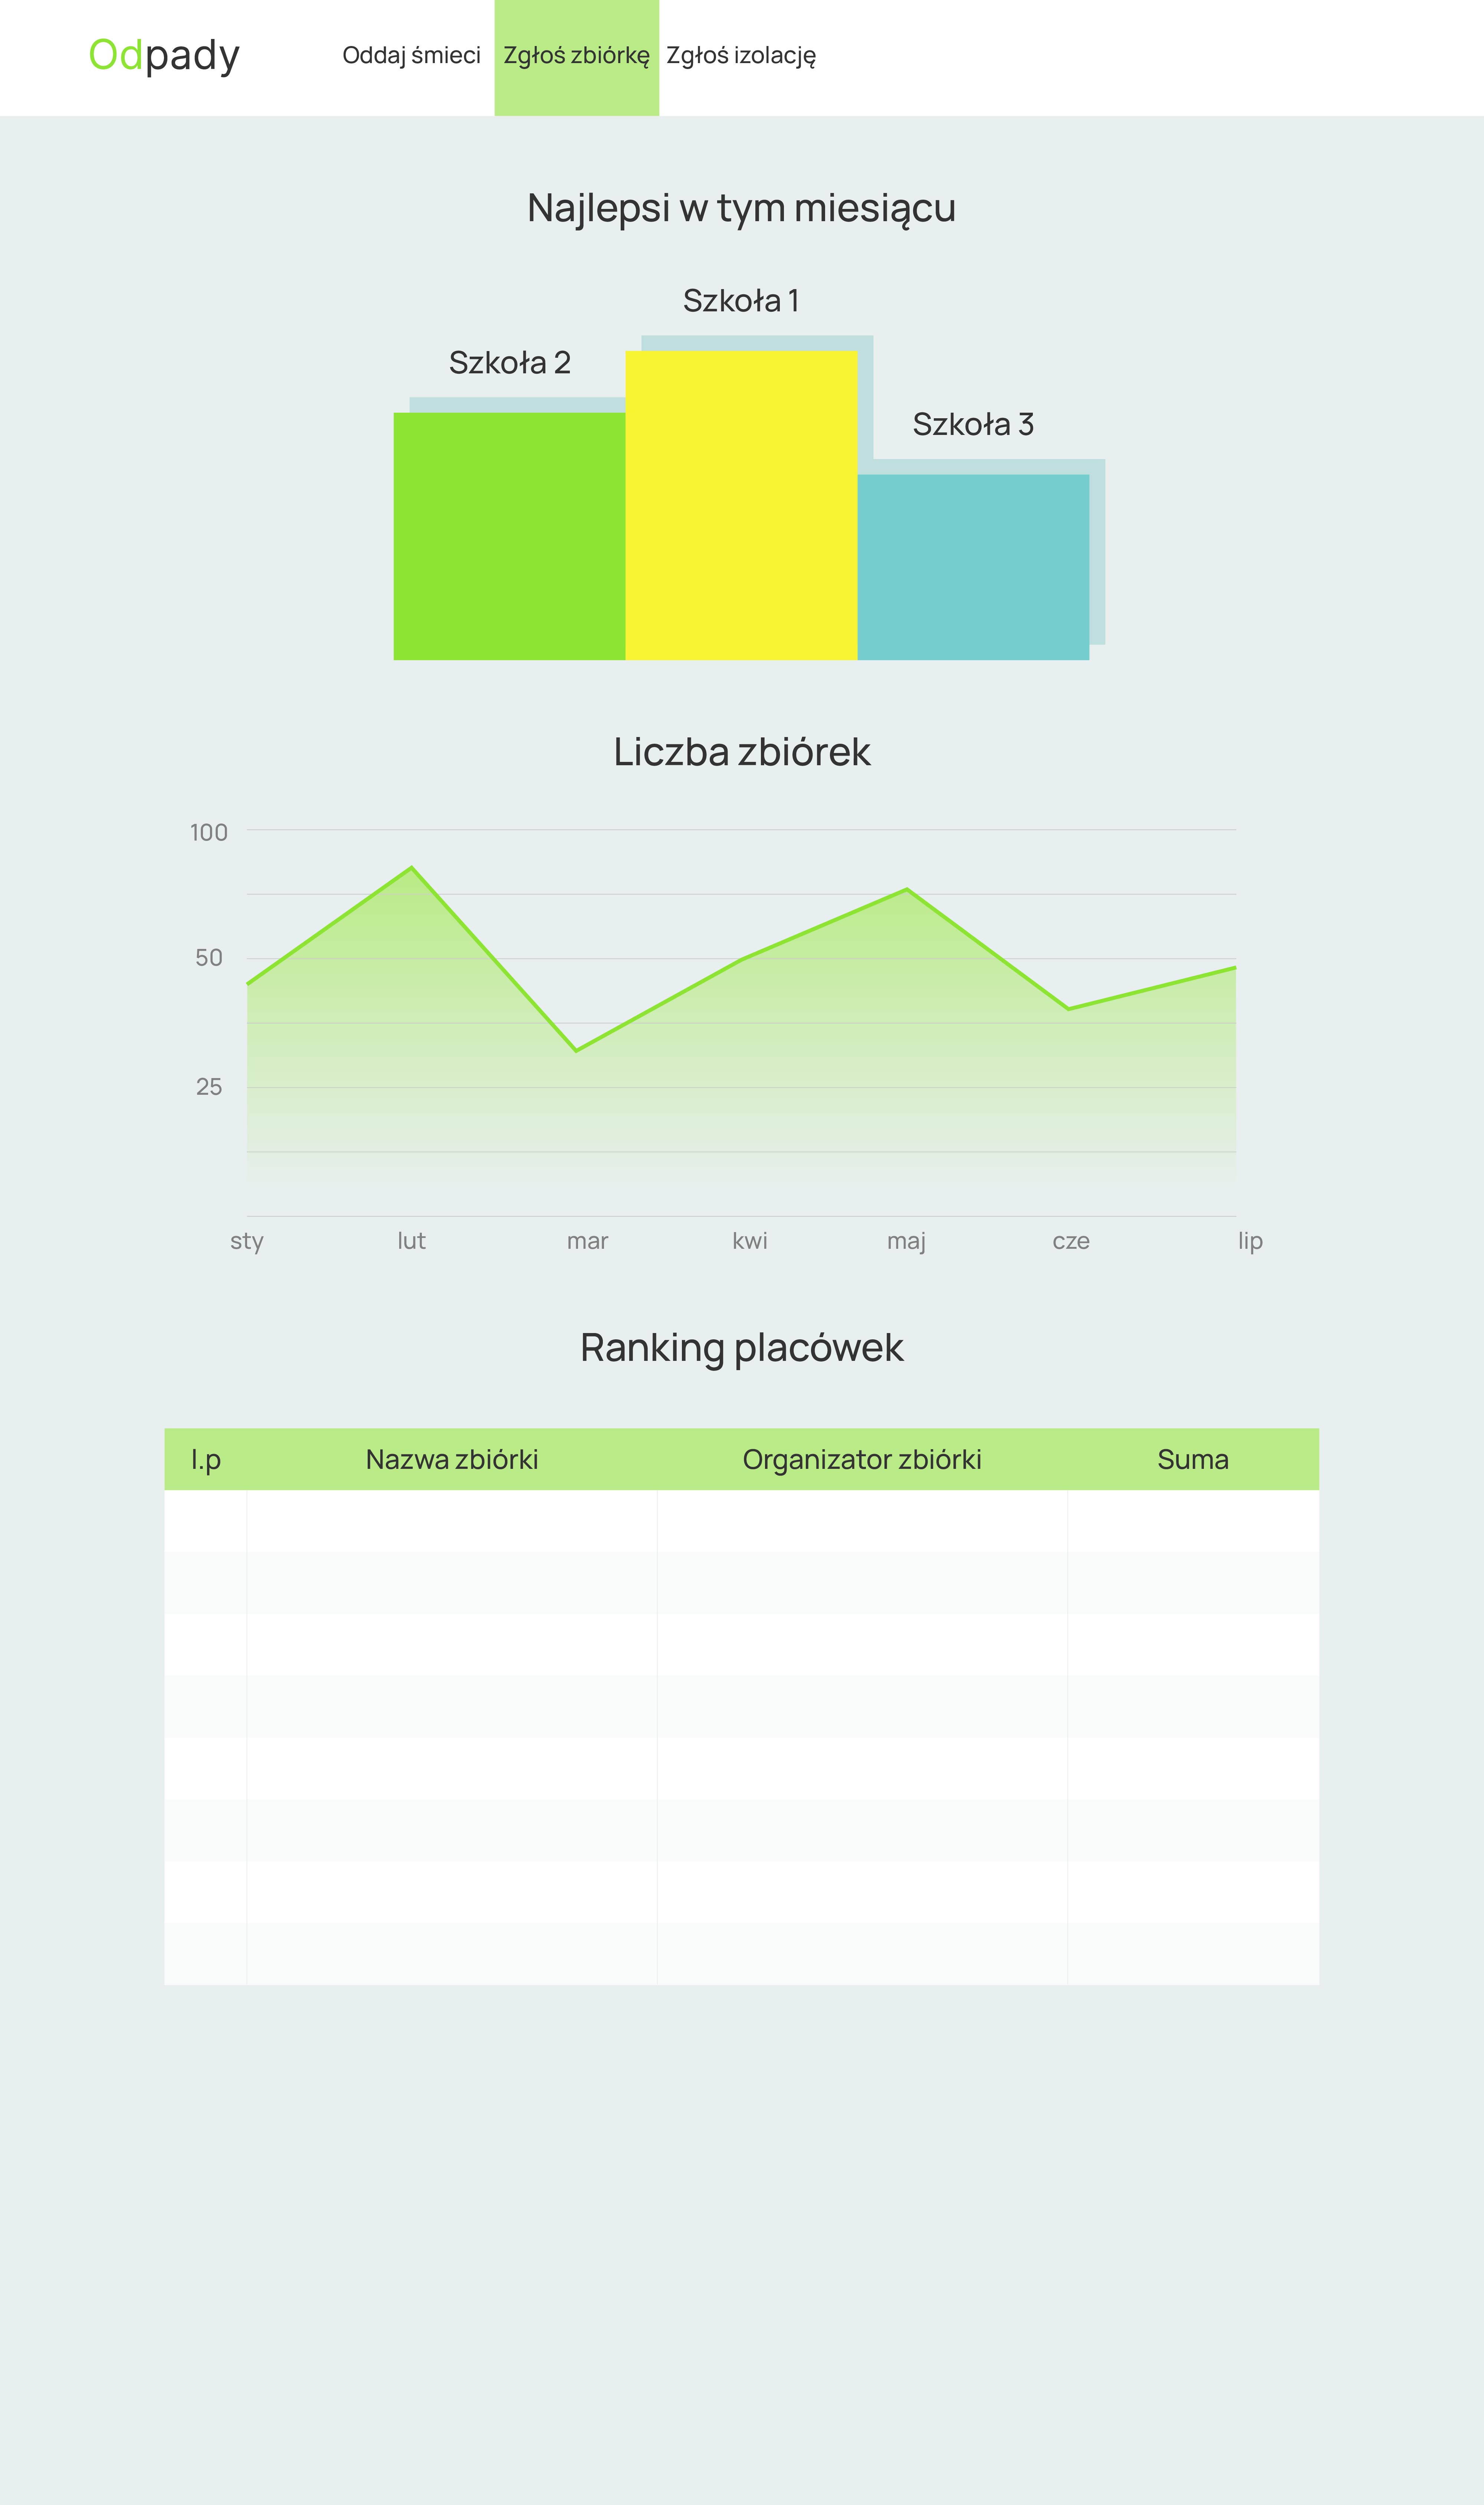 Odpady
Oddaj śmieci
Zgłoś zbiórkę
Zgłoś izolację
Najlepsi w tym miesiącu
Szkoła 1
Szkoła 2
Szkoła 3
Liczba zbiórek
100
50
25
sty lut mar kwi maj cze lip
Ranking placówek
l.p Nazwa zbiórki Organizator zbiórki Suma